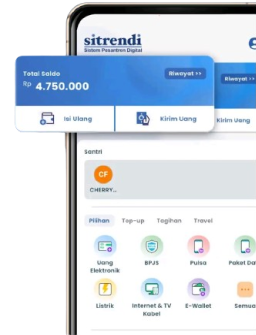 sitrendi
Sistem Pesantren Digital
Total Saldo
Riwayat >>
Rp 4.750.000
Riwayat >>
Isi Ulang
Kirim Uang
Kirim Uang
Santri
CF
CHERRY...
Pilihan
Top-up
Tagihan
Travel
Uang
Elektronik
BPJS
Pulsa
Paket Dat
Listrik
Internet & TV
Kabel
E-Wallet
Semua